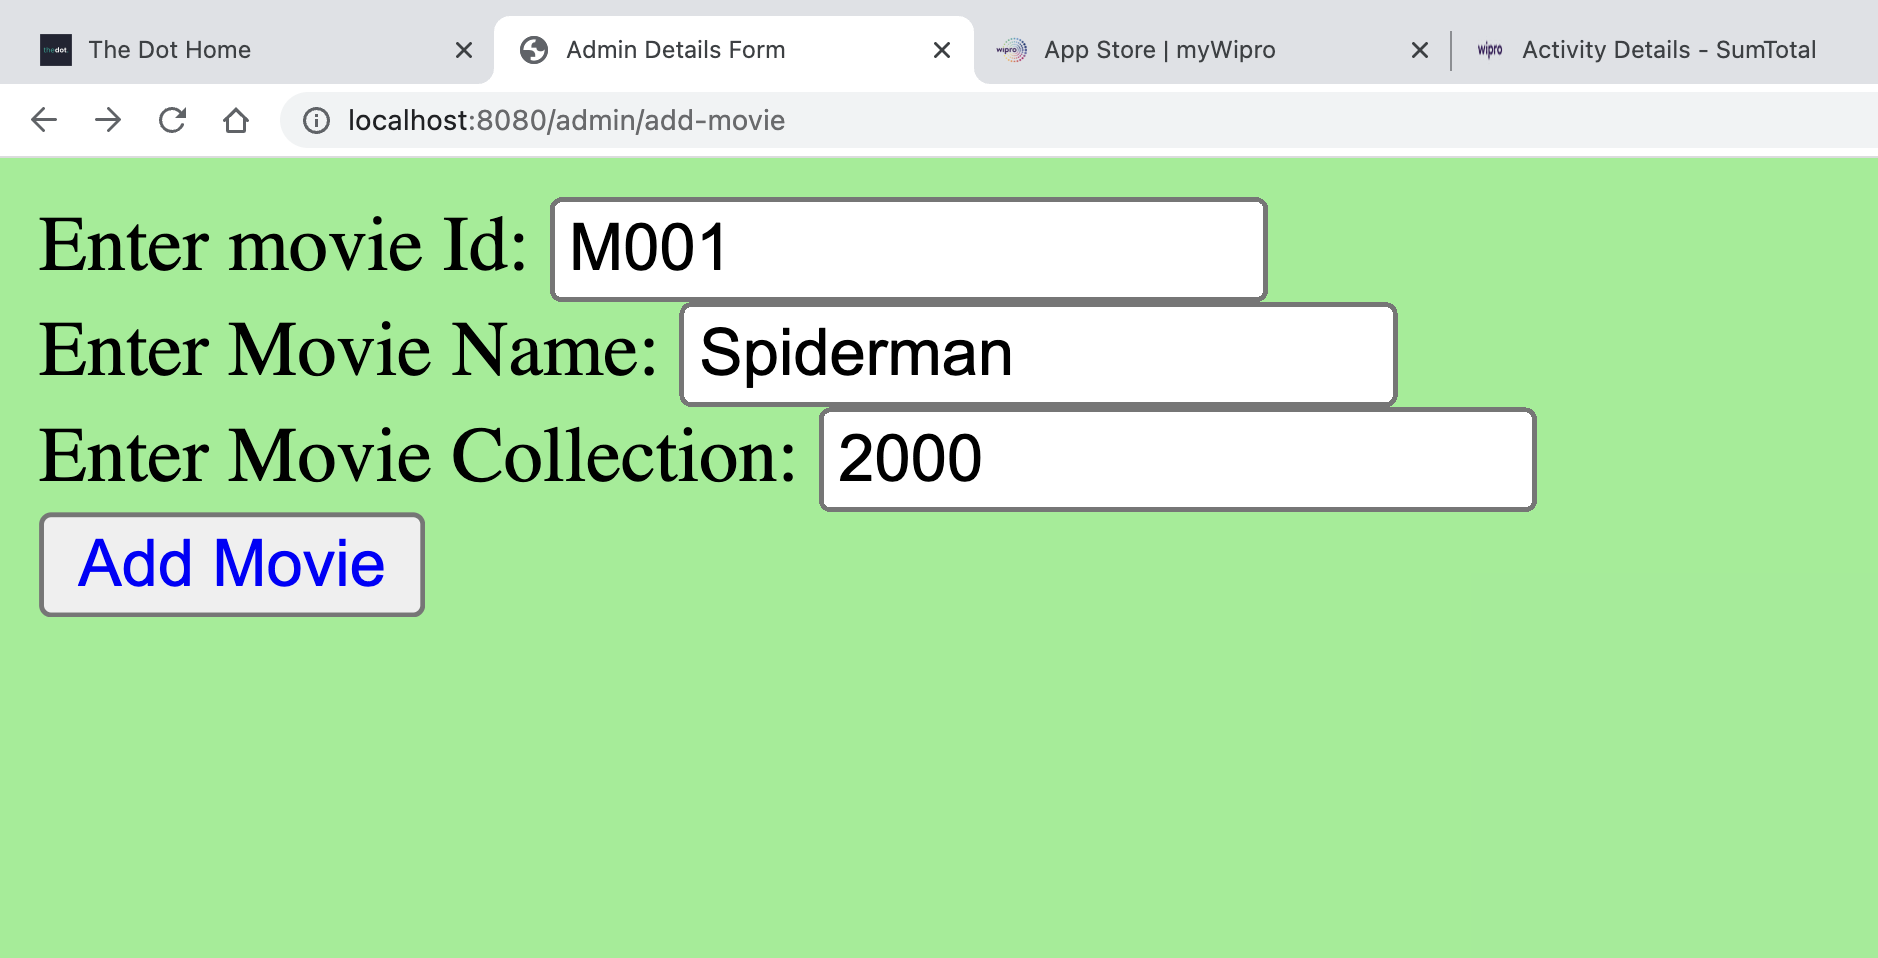 thedot. The Dot Home Admin Details Form wipro App Store | myWipro wipro Activity Details - SumTotal
localhost:8080/admin/add-movie
Enter movie Id: M001
Enter Movie Name: Spiderman
Enter Movie Collection: 2000
Add Movie